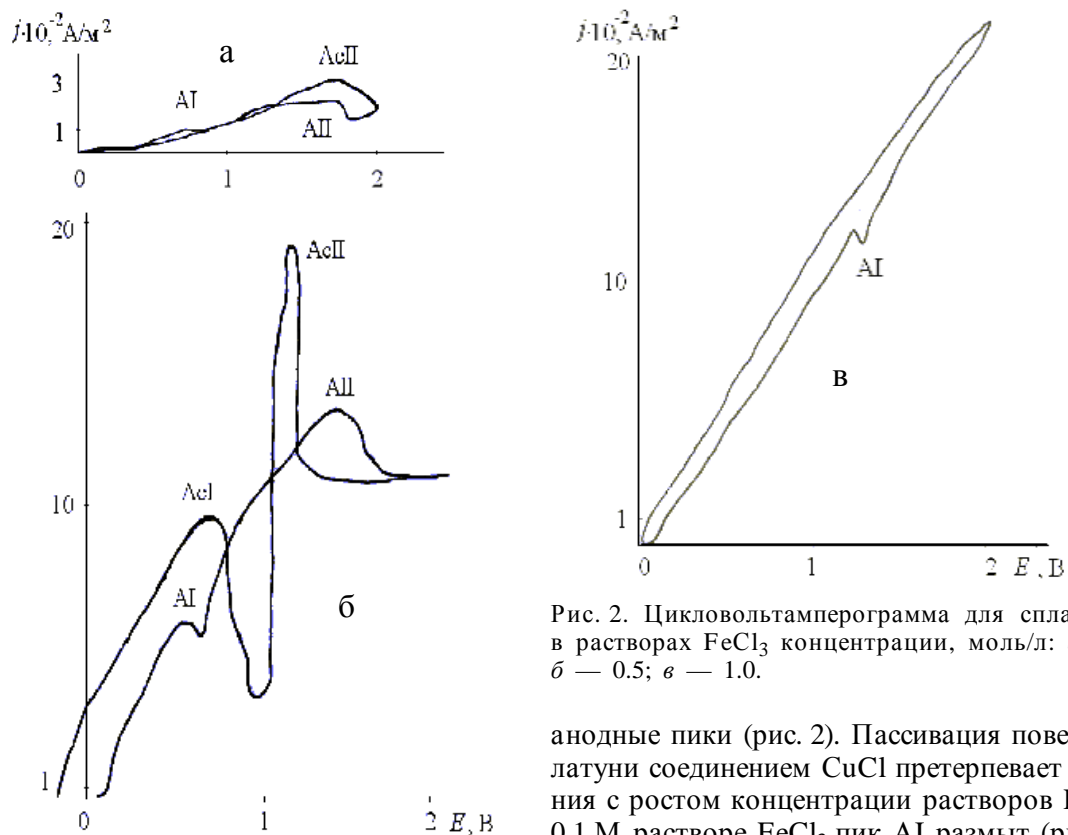 j·10,⁻² А/м²
а
3
1
AI
AcII
AII
0 1 2
20
10
1
AcII
AII
AcI
AI
б
0 1 2 E, В
j·10,⁻² А/м²
20
10
1
AI
в
0 1 2 E, В
Рис. 2. Цикловольтамперограмма для спла
в растворах FeCl₃ концентрации, моль/л:
б — 0.5; в — 1.0.
анодные пики (рис. 2). Пассивация пове
латуни соединением CuCl претерпевает
ния с ростом концентрации растворов
0.1 М растворе FeCl₃ пик AI размыт